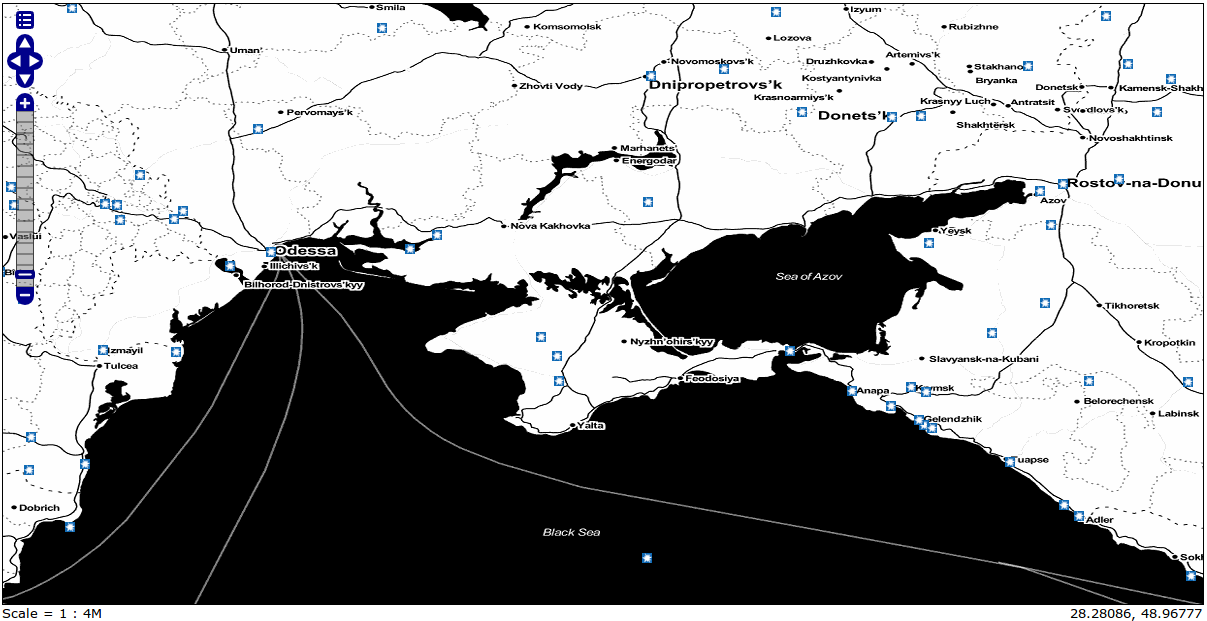 Smila
Izyum
Komsomolsk
Rubizhne
Lozova
Uman'
Artemivs'k
Novomoskovs'k
Druzhkovka
Stakhano
Kostyantynivka
Bryanka
Zhovti Vody
Dnipropetrovs'k
Donetsk
Kamensk-Shakh
Krasnoarmiys'k
Krasnyy Luch
Antratsit
Pervomays'k
Donets'k
Shakhtërsk
Novoshakhtinsk
Marhanets'
Energodar
Rostov-na-Donu
Azov
Nova Kakhovka
Yeysk
Vaslui
Odessa
Illichivs'k
Sea of Azov
Bilhorod-Dnistrovs'kyy
Tikhoretsk
Nyzhn'ohirs'kyy
Kropotkin
Izmayil
Slavyansk-na-Kubani
Tulcea
Feodosiya
Anapa
Krymsk
Belorechensk
Labinsk
Gelendzhik
Yalta
Tuapse
Dobrich
Adler
Black Sea
Sokh
Scale = 1 : 4M
28.28086, 48.96777